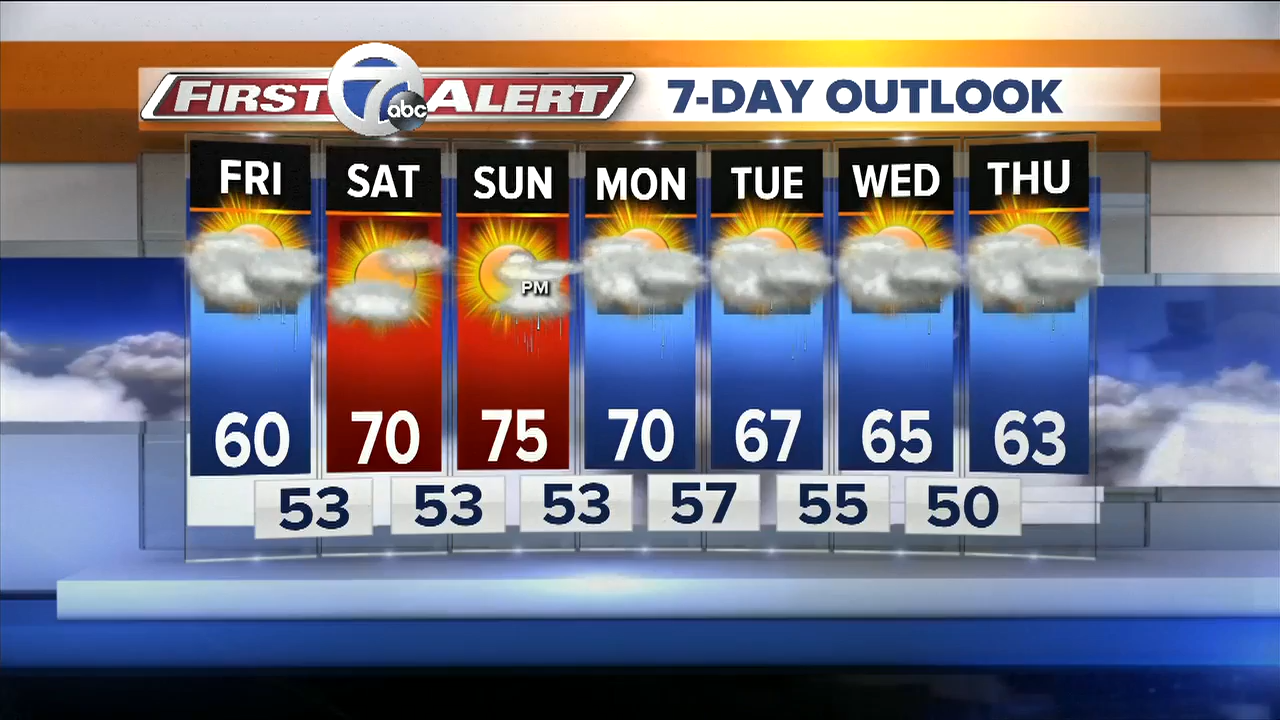 FIRST 7 abc ALERT 7-DAY OUTLOOK
FRI SAT SUN MON TUE WED THU
PM
60 70 75 70 67 65 63
53 53 53 57 55 50